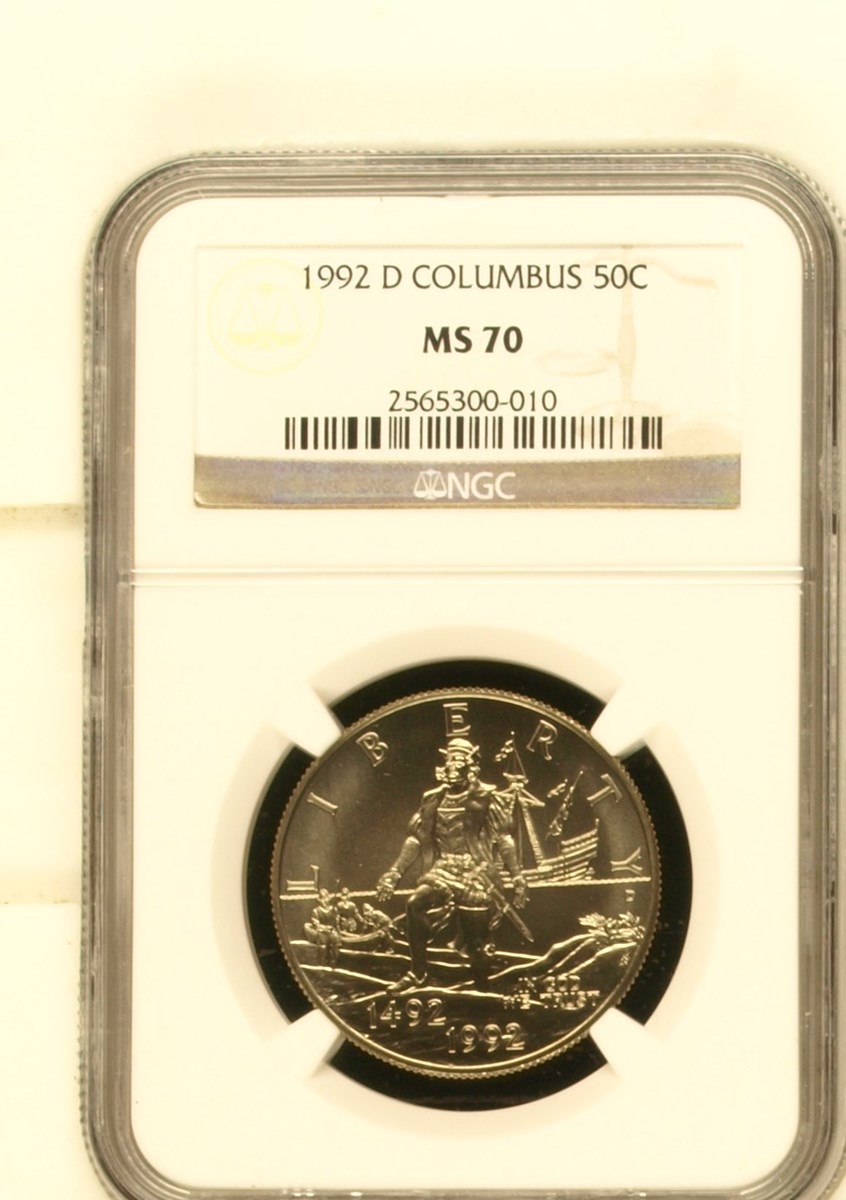 1992 D COLUMBUS 50C
MS 70
2565300-010
NGC
LIBERTY
D
IN GOD
WE TRUST
1492
1992